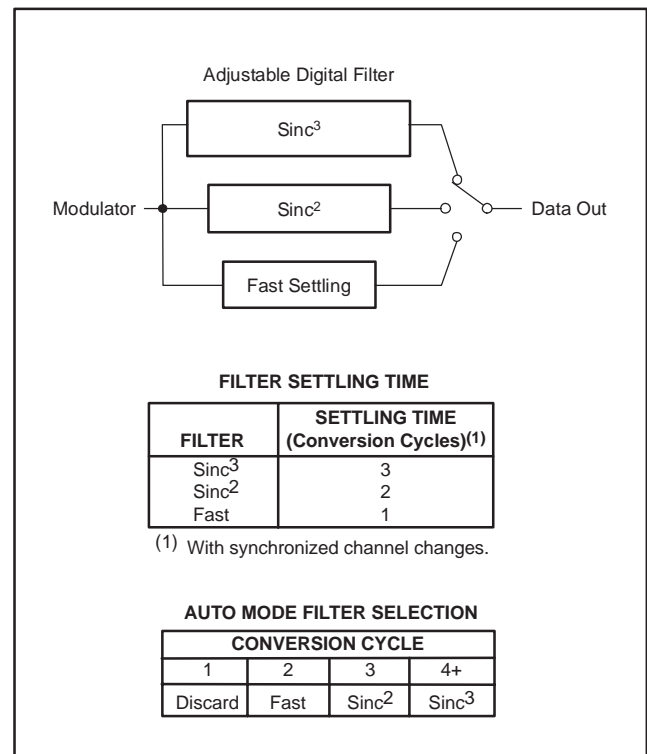 Adjustable Digital Filter
Sinc³
Modulator
Sinc²
Data Out
Fast Settling
FILTER SETTLING TIME
FILTER SETTLING TIME (Conversion Cycles)(1)
Sinc³ 3
Sinc² 2
Fast 1
(1) With synchronized channel changes.
AUTO MODE FILTER SELECTION
CONVERSION CYCLE
1 2 3 4+
Discard Fast Sinc² Sinc³